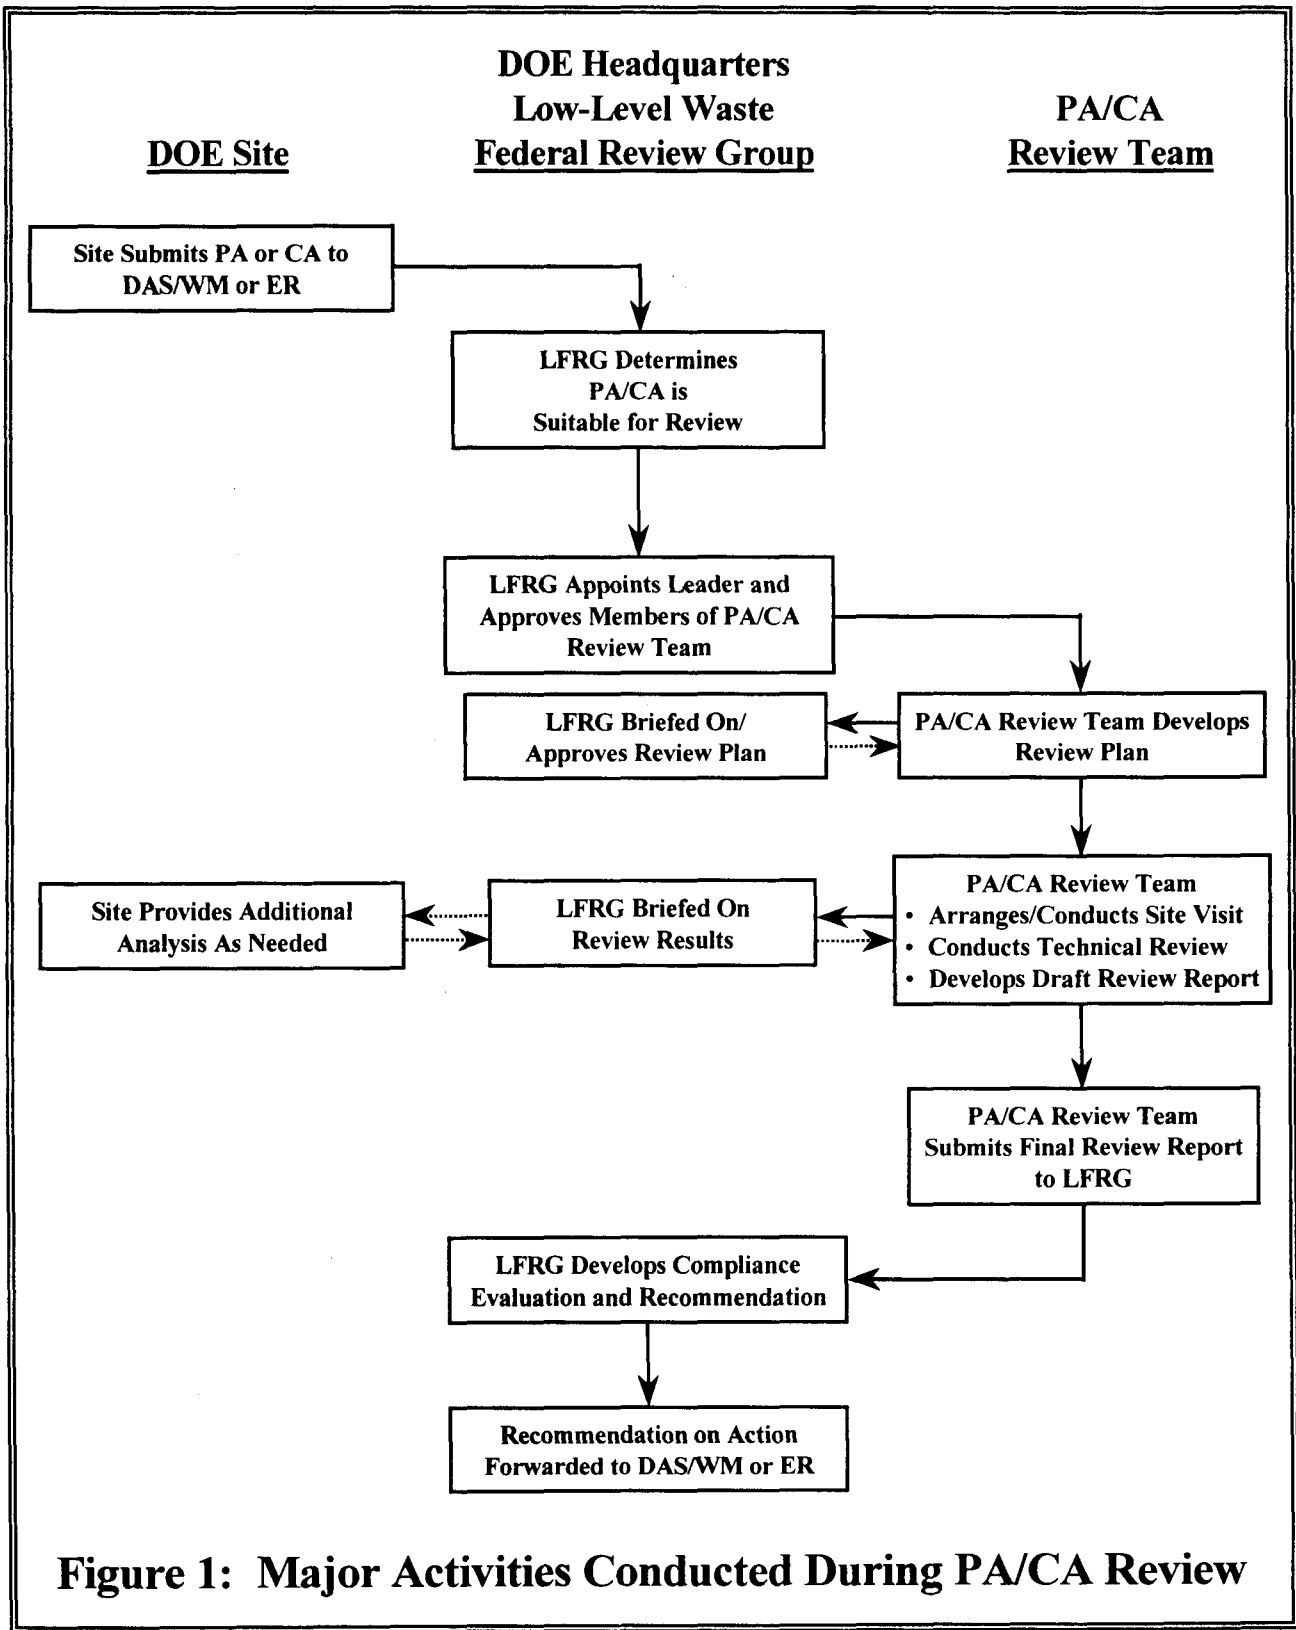 DOE Headquarters
Low-Level Waste
Federal Review Group
DOE Site
PA/CA
Review Team
Site Submits PA or CA to
DAS/WM or ER
LFRG Determines
PA/CA is
Suitable for Review
LFRG Appoints Leader and
Approves Members of PA/CA
Review Team
LFRG Briefed On/
Approves Review Plan
PA/CA Review Team Develops
Review Plan
Site Provides Additional
Analysis As Needed
LFRG Briefed On
Review Results
PA/CA Review Team
• Arranges/Conducts Site Visit
• Conducts Technical Review
• Develops Draft Review Report
PA/CA Review Team
Submits Final Review Report
to LFRG
LFRG Develops Compliance
Evaluation and Recommendation
Recommendation on Action
Forwarded to DAS/WM or ER
Figure 1: Major Activities Conducted During PA/CA Review